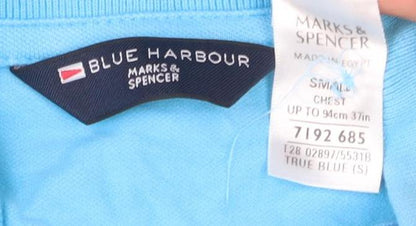 BLUE HARBOUR
MARKS &
SPENCER
MARKS &
SPENCER
MADE IN EGYPT
SMALL
CHEST
UP TO 94cm 37in
7192 685
T28 02897/5531B
TRUE BLUE (S)